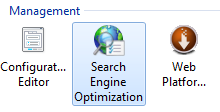 Management
Configurat... Search Web
Editor Engine Platfor...
Optimization